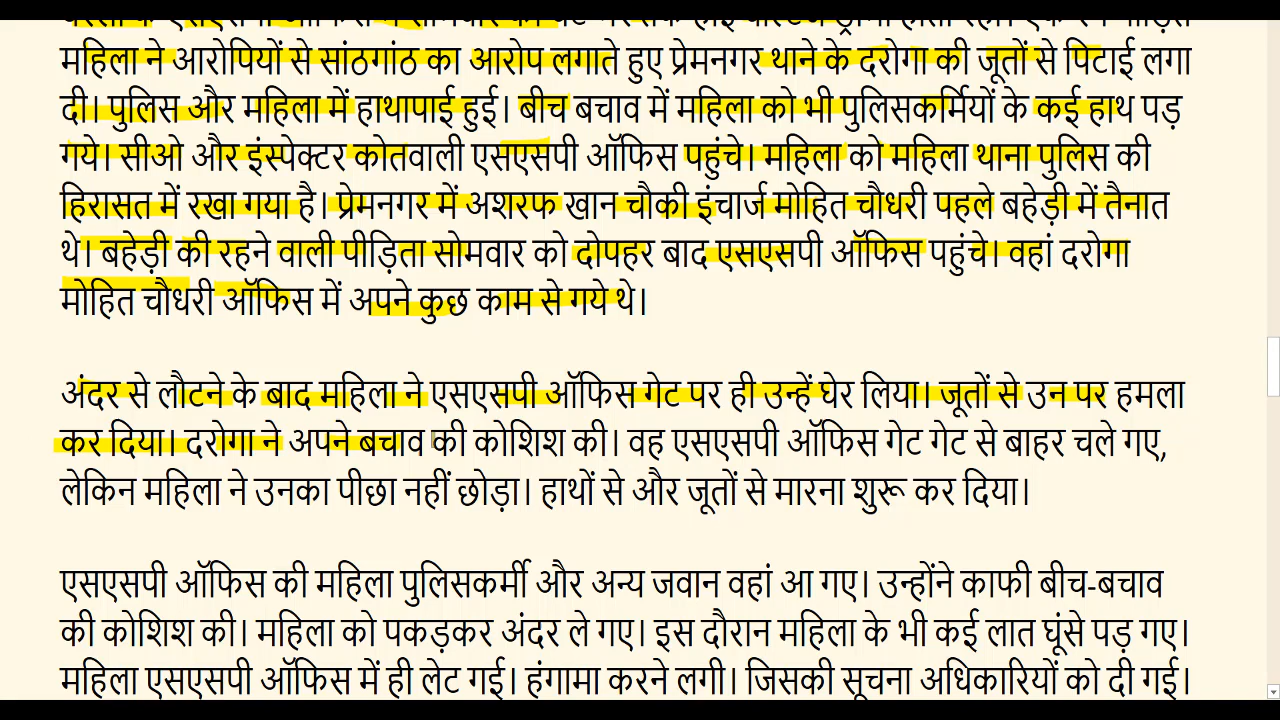 महिला ने आरोपियों से सांठगांठ का आरोप लगाते हुए प्रेमनगर थाने के दरोगा की जूतों से पिटाई लगा
दी। पुलिस और महिला में हाथापाई हुई। बीच बचाव में महिला को भी पुलिसकर्मियों के कई हाथ पड़
गये। सीओ और इंस्पेक्टर कोतवाली एसएसपी ऑफिस पहुंचे। महिला को महिला थाना पुलिस की
हिरासत में रखा गया है। प्रेमनगर में अशरफ खान चौकी इंचार्ज मोहित चौधरी पहले बहेड़ी में तैनात
थे। बहेड़ी की रहने वाली पीड़िता सोमवार को दोपहर बाद एसएसपी ऑफिस पहुंचे। वहां दरोगा
मोहित चौधरी ऑफिस में अपने कुछ काम से गये थे।
अंदर से लौटने के बाद महिला ने एसएसपी ऑफिस गेट पर ही उन्हें घेर लिया। जूतों से उन पर हमला
कर दिया। दरोगा ने अपने बचाव की कोशिश की। वह एसएसपी ऑफिस गेट गेट से बाहर चले गए,
लेकिन महिला ने उनका पीछा नहीं छोड़ा। हाथों से और जूतों से मारना शुरू कर दिया।
एसएसपी ऑफिस की महिला पुलिसकर्मी और अन्य जवान वहां आ गए। उन्होंने काफी बीच-बचाव
की कोशिश की। महिला को पकड़कर अंदर ले गए। इस दौरान महिला के भी कई लात घूंसे पड़ गए।
महिला एसएसपी ऑफिस में ही लेट गई। हंगामा करने लगी। जिसकी सूचना अधिकारियों को दी गई।